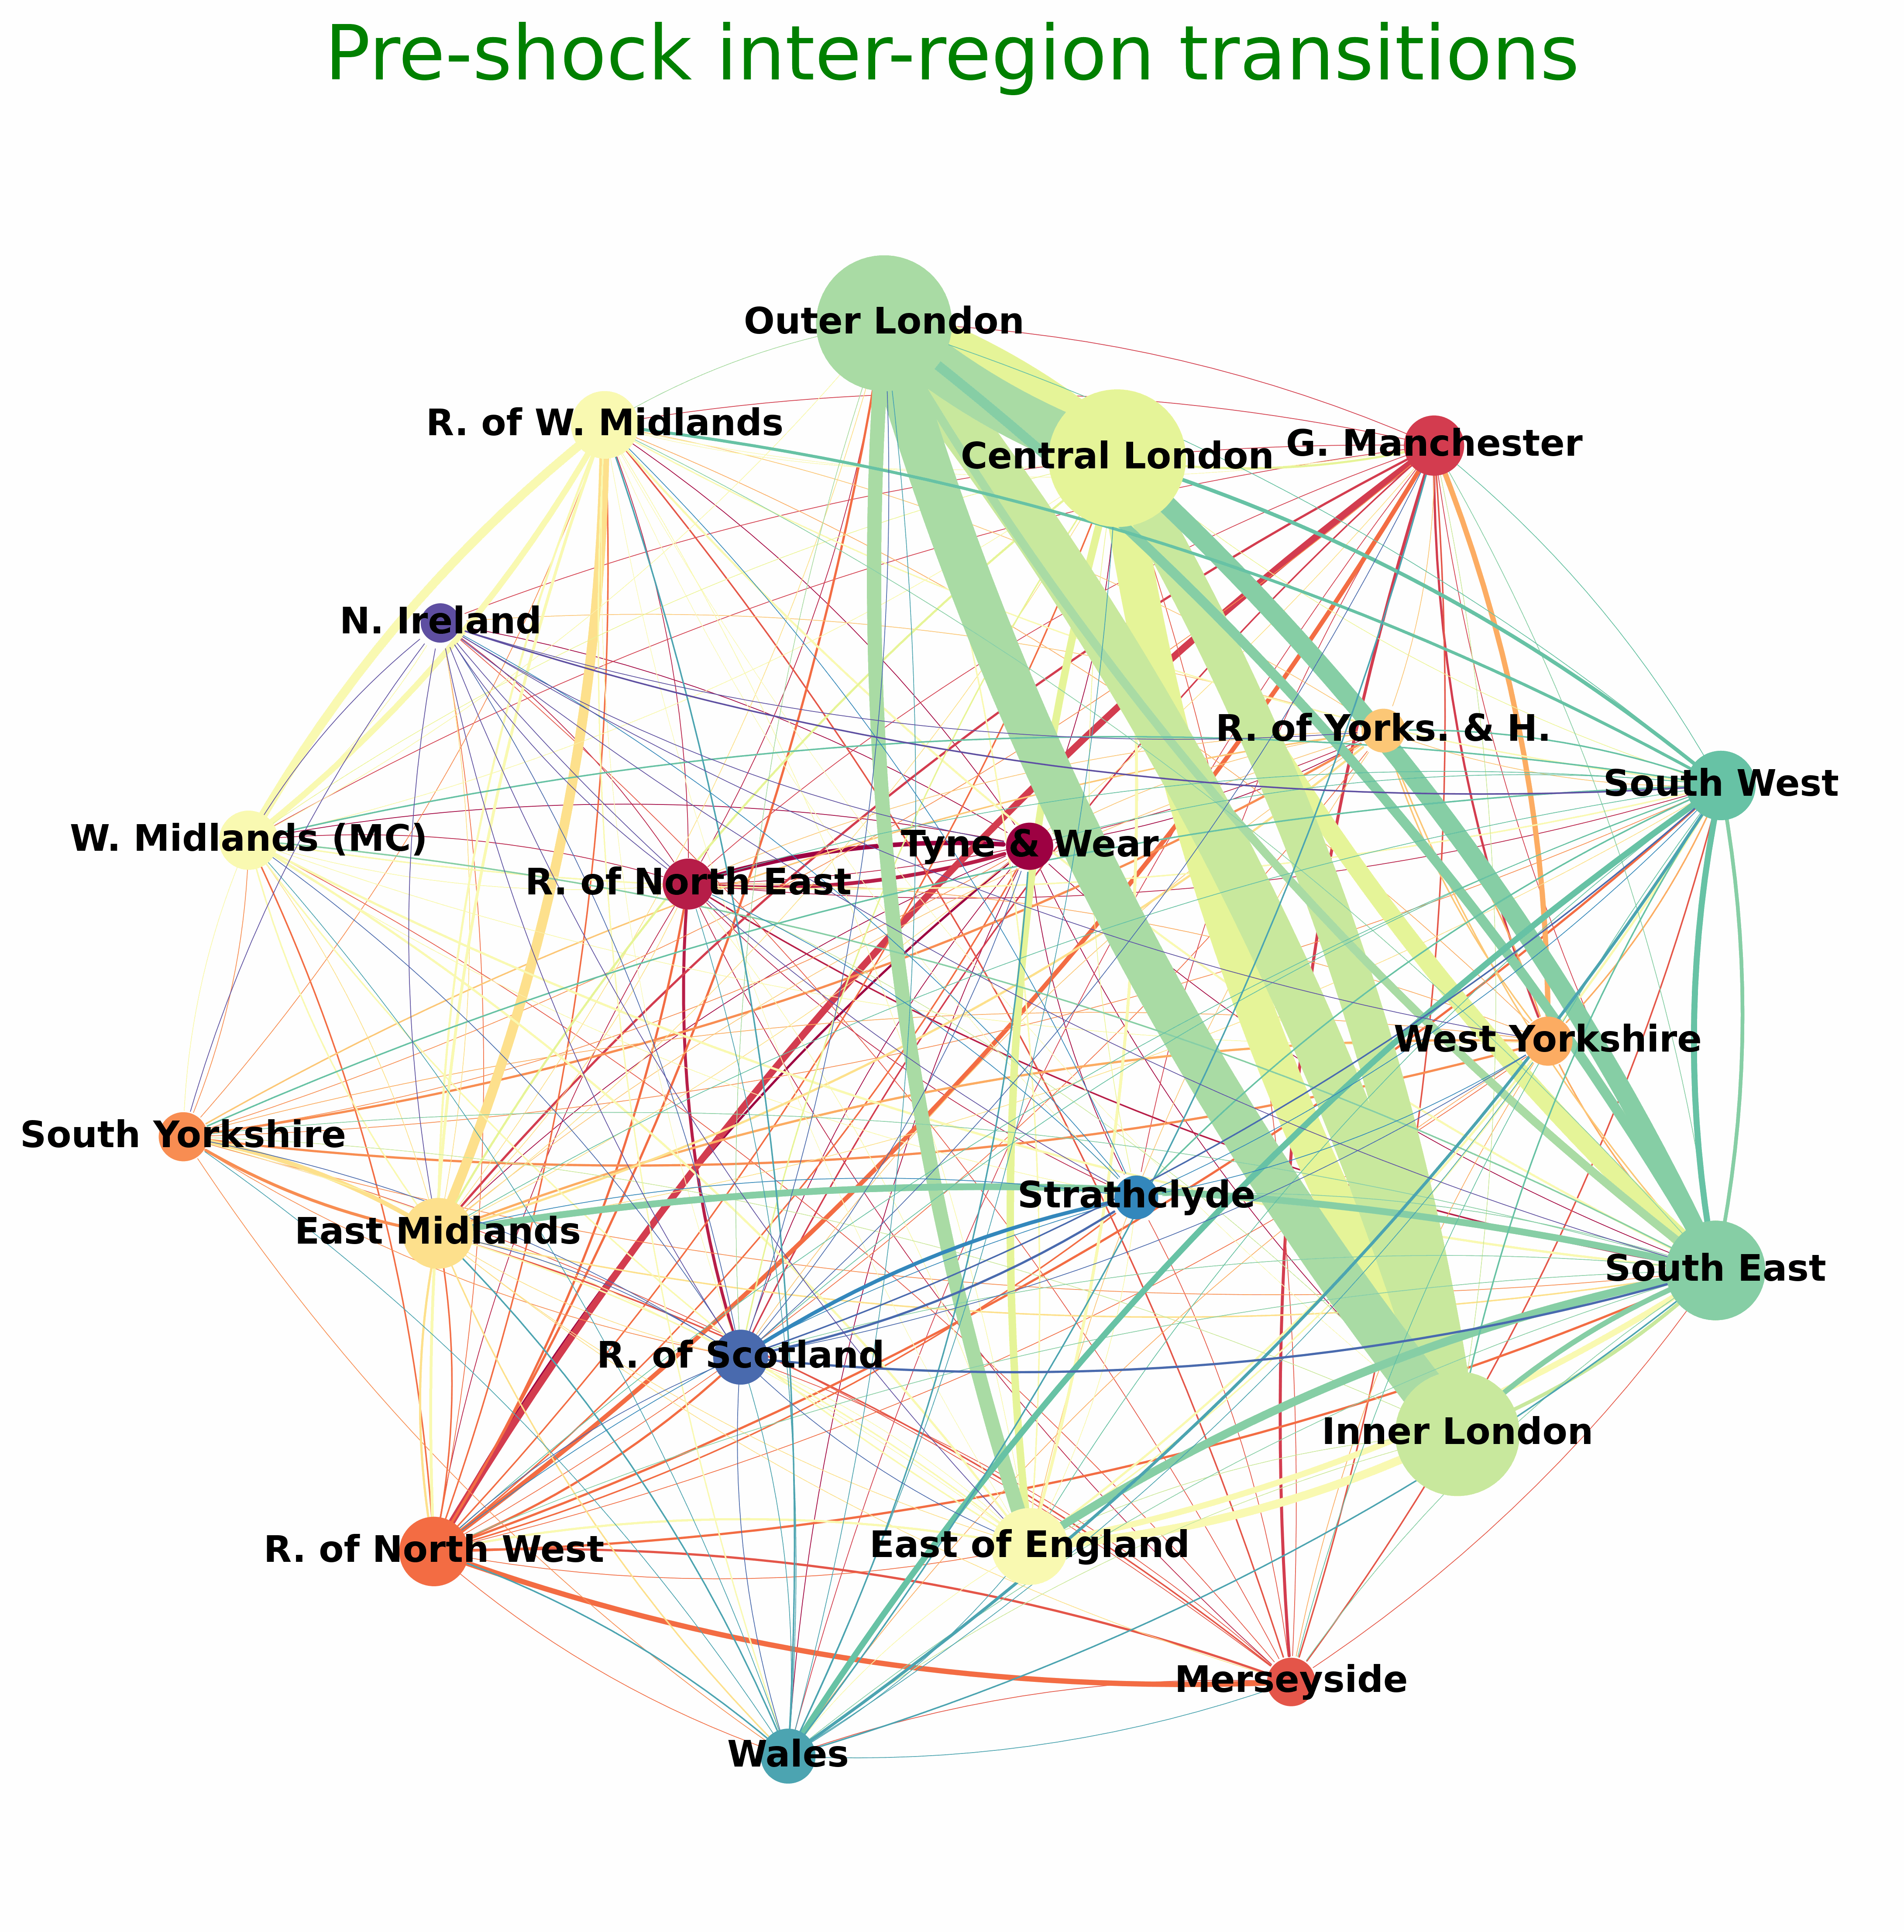 Pre-shock inter-region transitions
Outer London
R. of W. Midlands
Central London
G. Manchester
N. Ireland
R. of Yorks. & H.
South West
W. Midlands (MC)
Tyne & Wear
R. of North East
West Yorkshire
South Yorkshire
Strathclyde
East Midlands
South East
R. of Scotland
Inner London
East of England
R. of North West
Merseyside
Wales